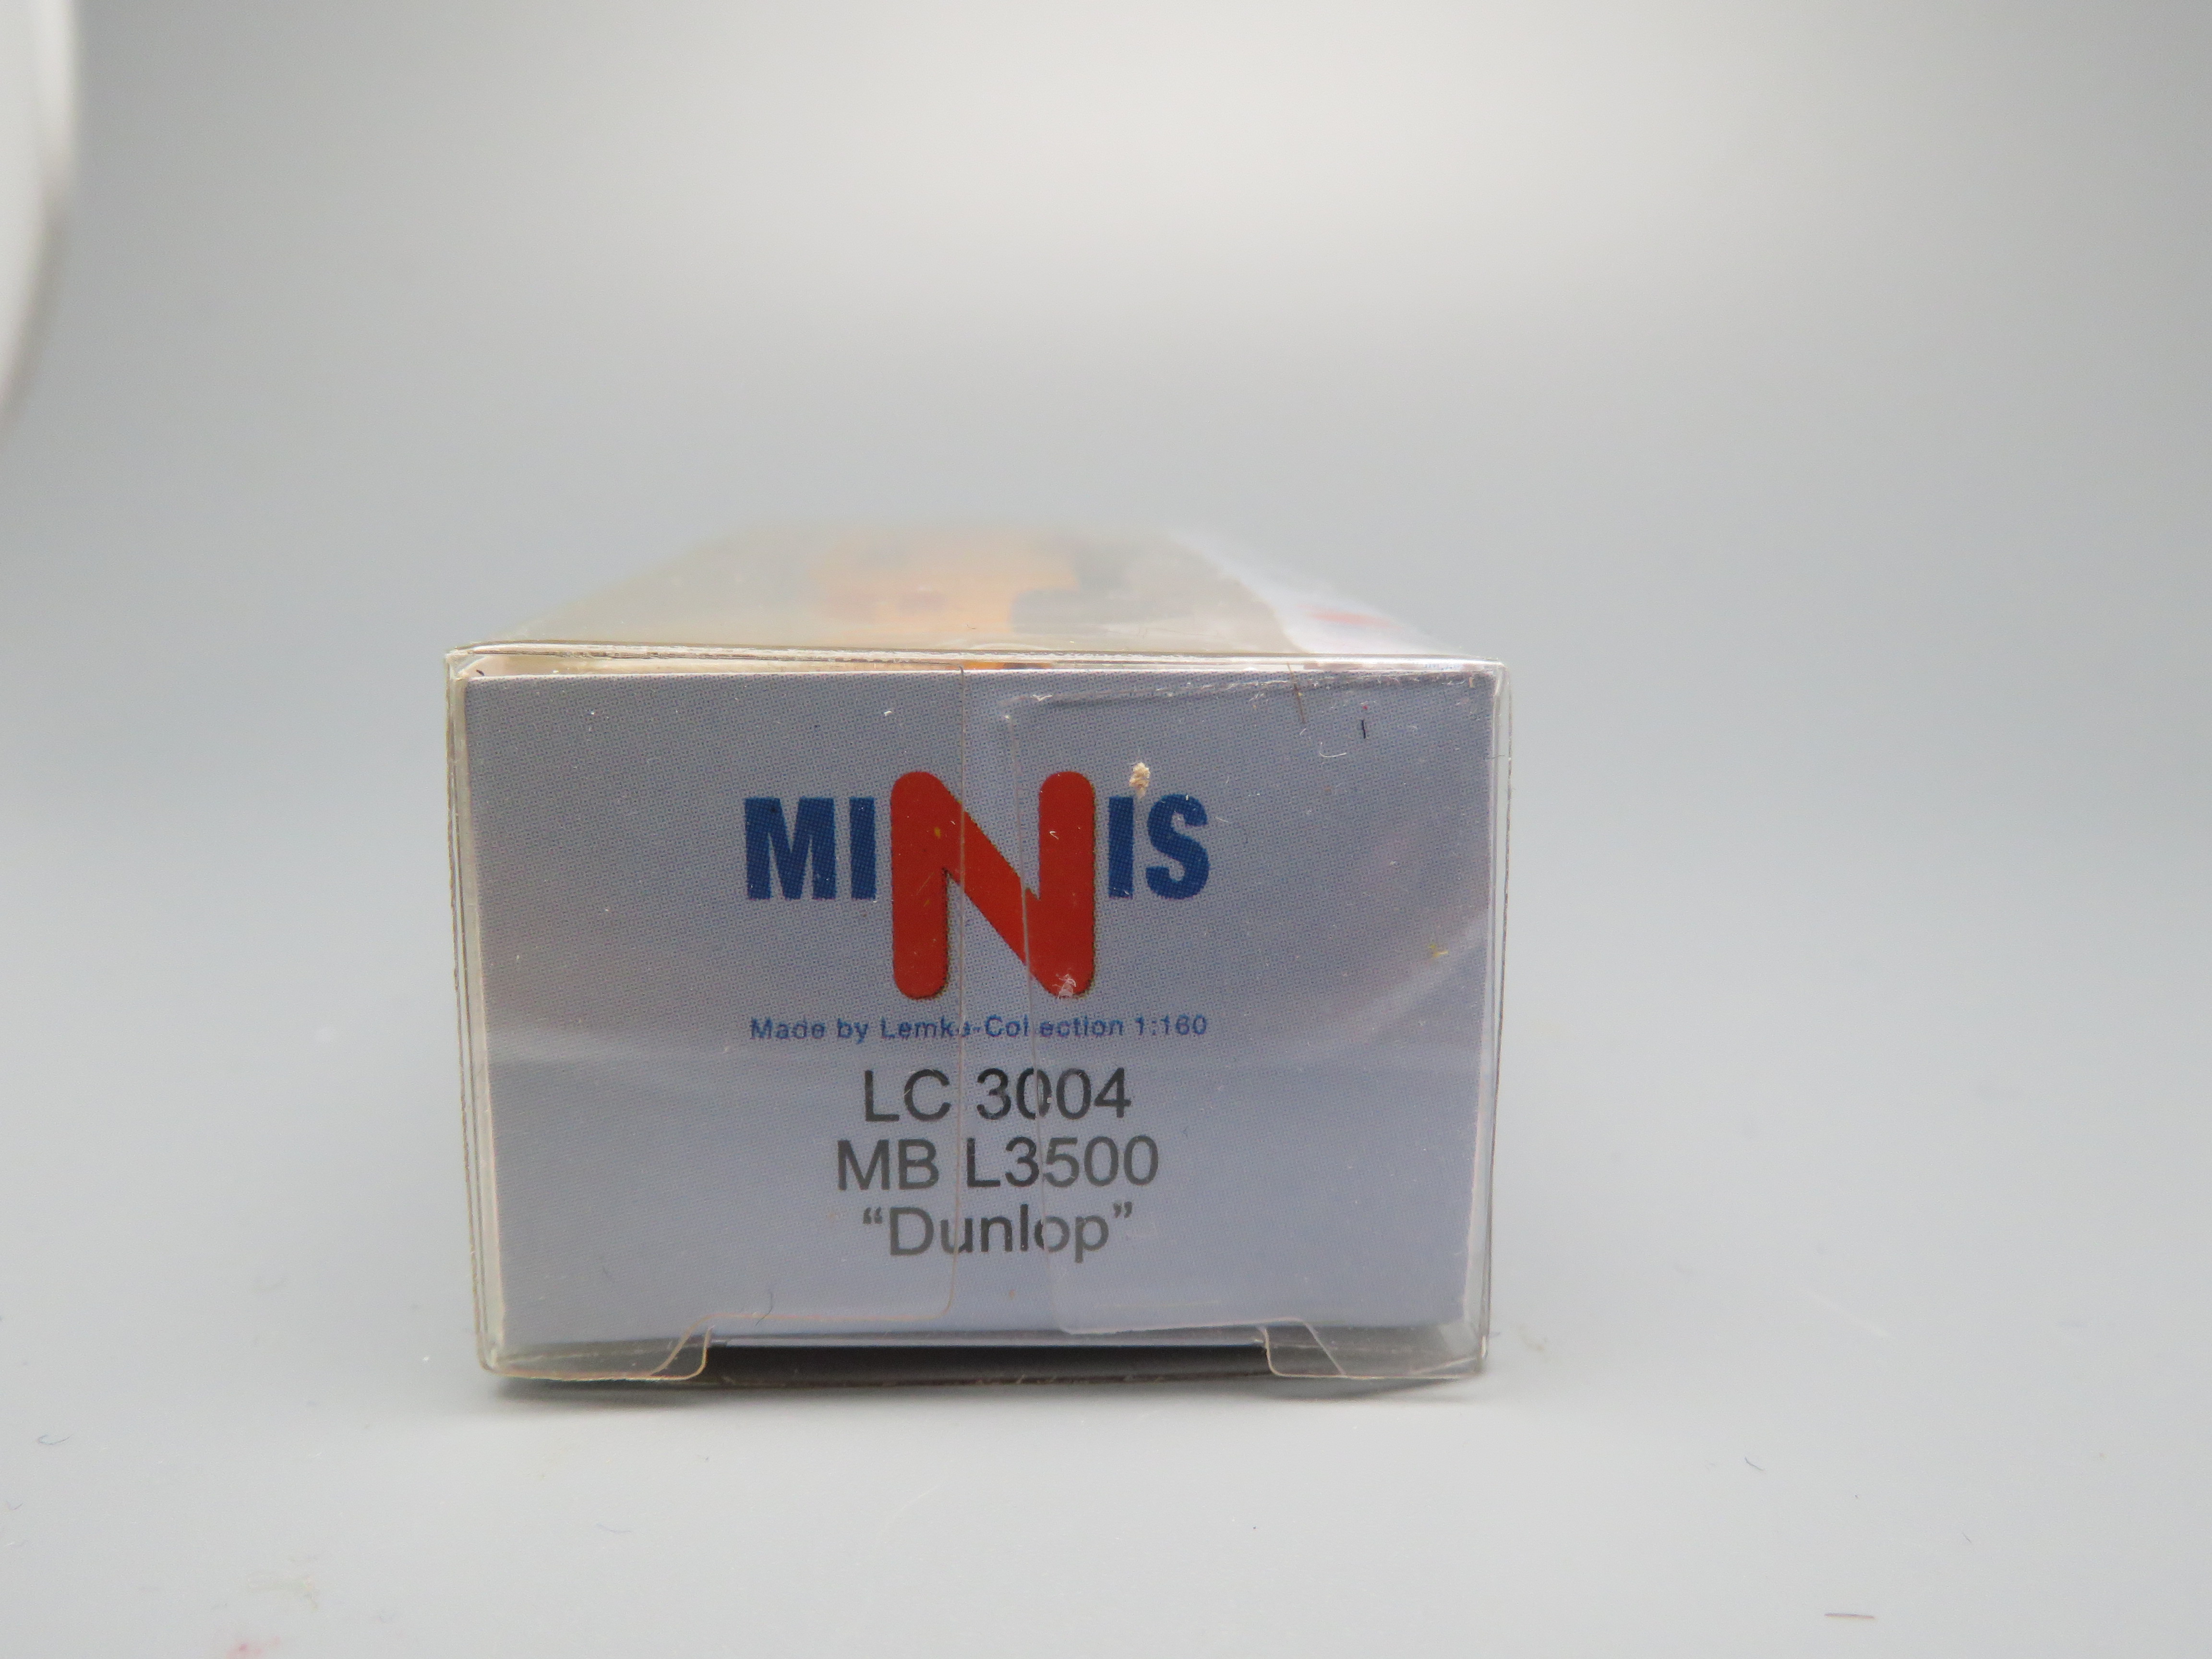 MINIS
Made by Lemke-Collection 1:160
LC 3004
MB L3500
“Dunlop”